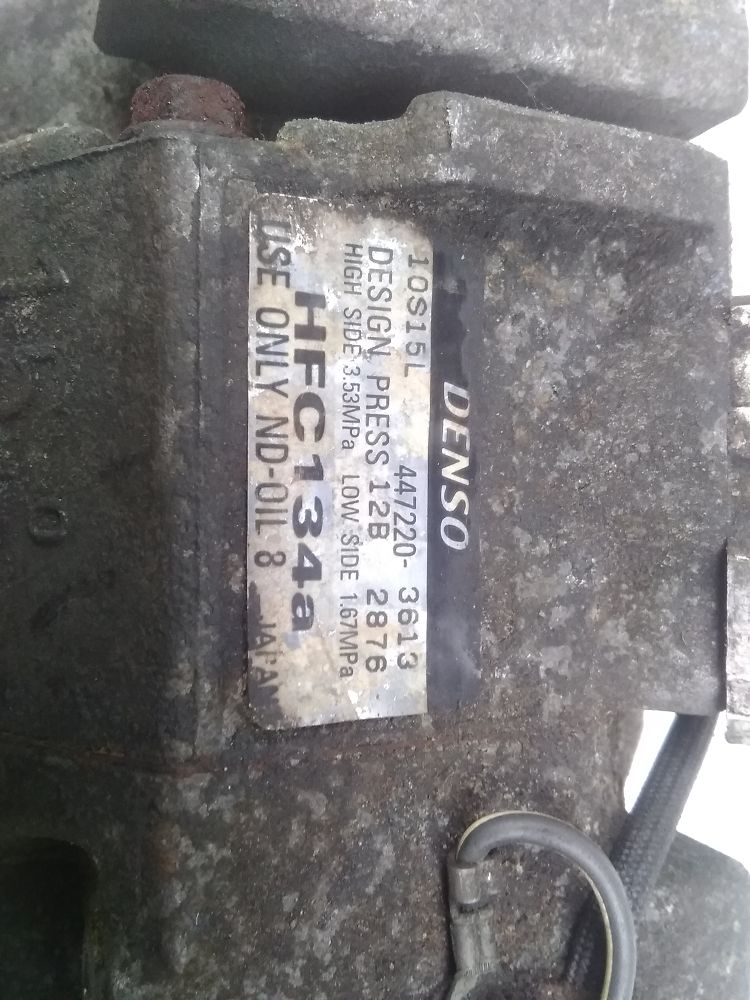 DENSO
10S15L 447220-3613
DESIGN PRESS 12B 2876
HIGH SIDE 3.53MPa LOW SIDE 1.67MPa
HFC134a
USE ONLY ND-OIL 8 JAPAN